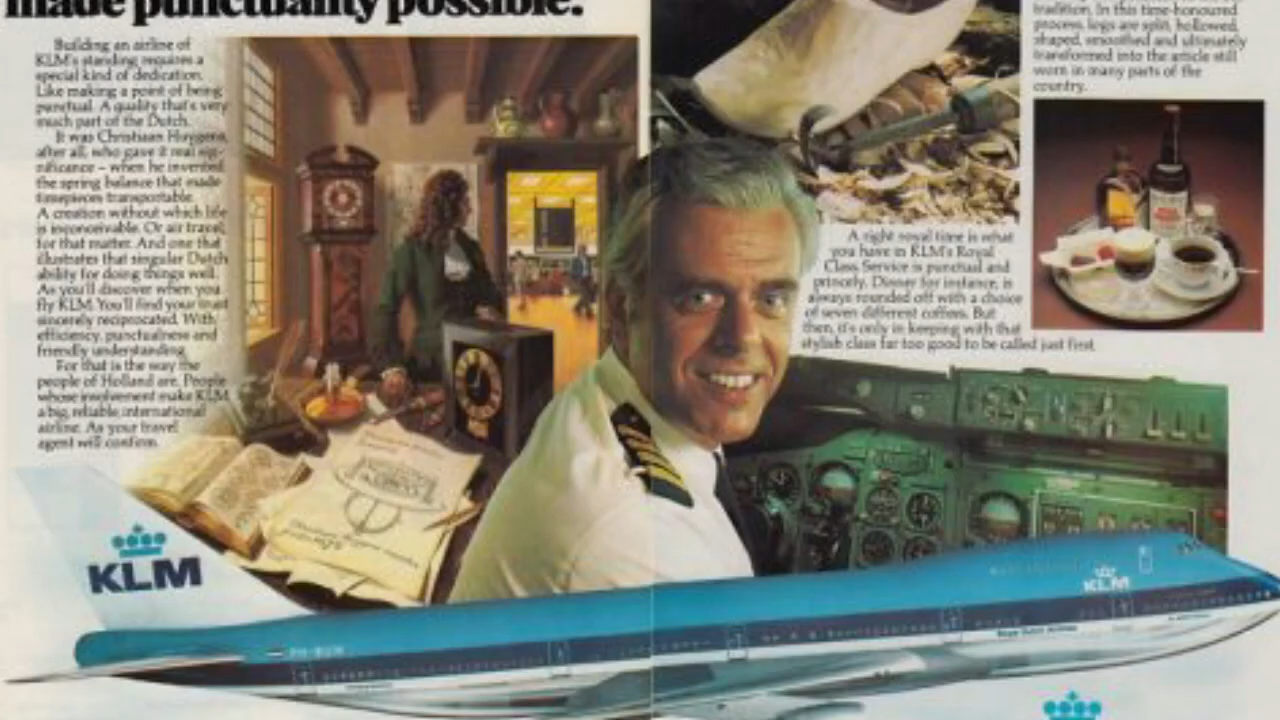 made punctuality possible.
Building an airline of
KLM's standing requires a
special kind of dedication.
Like making a point of being
punctual. A quality that's very
much part of the Dutch.
It was Christiaan Huygens,
after all, who gave it real sig-
nificance – when he invented
the spring balance that made
timepieces transportable.
A creation without which life
is inconceivable. Or air travel,
for that matter. And one that
illustrates that singular Dutch
ability for doing things well.
As you'll discover when you
fly KLM. You'll find your trust
sincerely reciprocated. With
efficiency, punctualness and
friendly understanding.
For that is the way the
people of Holland are. People
whose involvement make KLM
a big, reliable, international
airline. As your travel
agent will confirm.
tradition. In this time-honoured
process, logs are split, hollowed,
shaped, smoothed and ultimately
transformed into the article still
worn in many parts of the
country.
A right royal time is what
you have in KLM's Royal
Class. Service is punctual and
princely. Dinner for instance, is
always rounded off with a choice
of seven different coffees. But
then, it's only in keeping with that
stylish class far too good to be called just first.
KLM
KLM
Royal Dutch Airlines